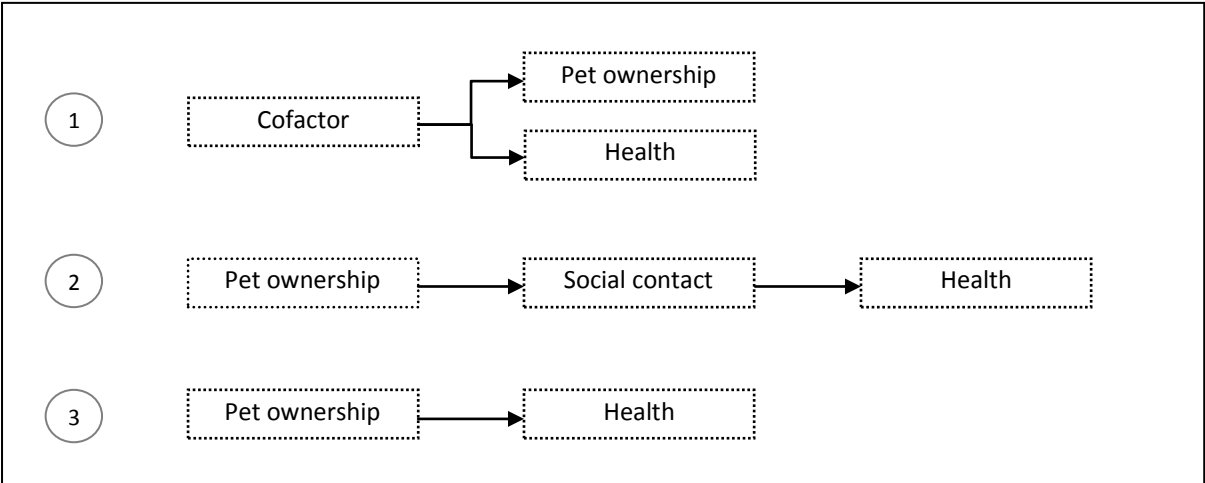 1
Cofactor
Pet ownership
Health
2
Pet ownership
Social contact
Health
3
Pet ownership
Health